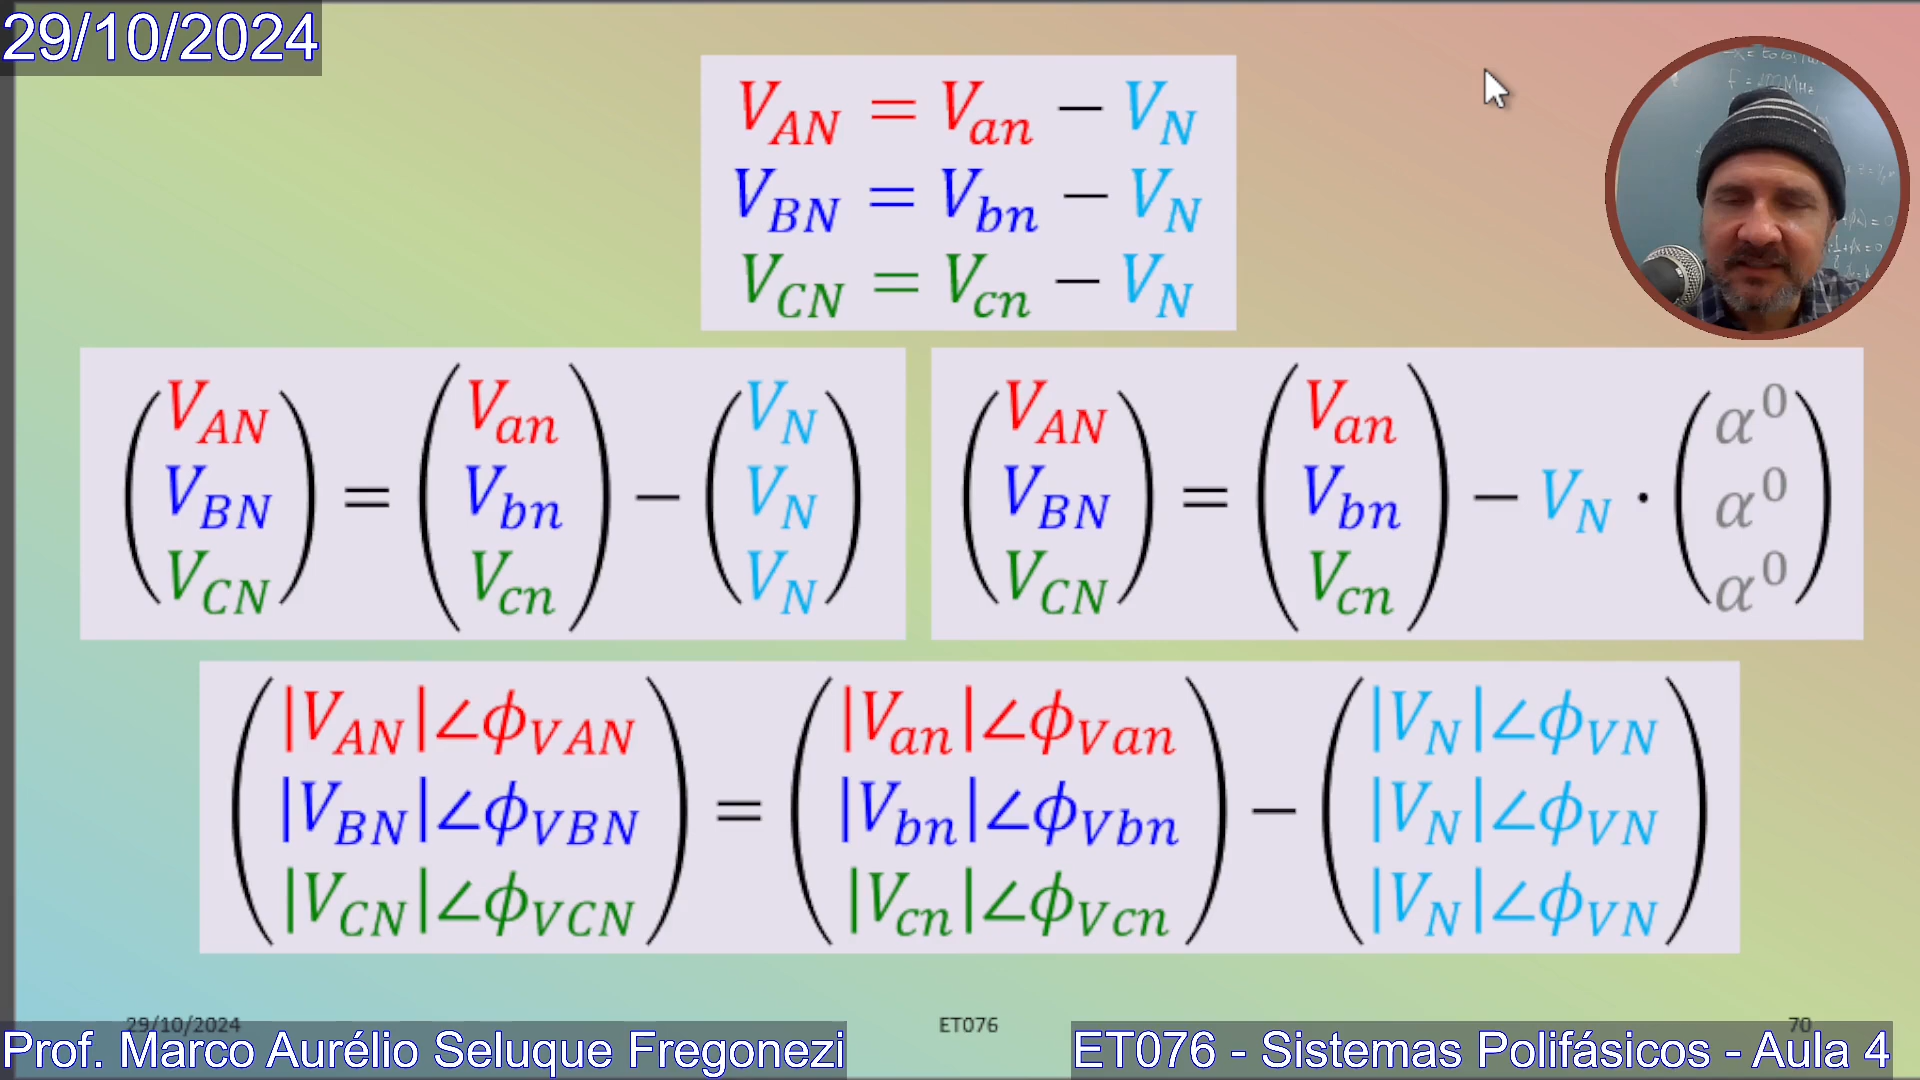 29/10/2024
V_AN = V_an − V_N
V_BN = V_bn − V_N
V_CN = V_cn − V_N
(V_AN V_BN V_CN) = (V_an V_bn V_cn) − (V_N V_N V_N)
(V_AN V_BN V_CN) = (V_an V_bn V_cn) − V_N · (α^0 α^0 α^0)
(|V_AN|∠ϕ_VAN |V_BN|∠ϕ_VBN |V_CN|∠ϕ_VCN) = (|V_an|∠ϕ_Van |V_bn|∠ϕ_Vbn |V_cn|∠ϕ_Vcn) − (|V_N|∠ϕ_VN |V_N|∠ϕ_VN |V_N|∠ϕ_VN)
29/10/2024 ET076 70
Prof. Marco Aurélio Seluque Fregonezi
ET076 - Sistemas Polifásicos - Aula 4